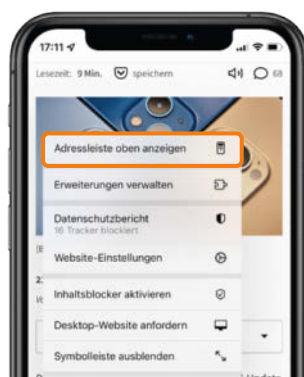 17:11
Lesezeit: 9 Min. speichern 68
Adressleiste oben anzeigen
Erweiterungen verwalten
Datenschutzbericht
16 Tracker blockiert
Website-Einstellungen
Inhaltsblocker aktivieren
Desktop-Website anfordern
Symbolleiste ausblenden